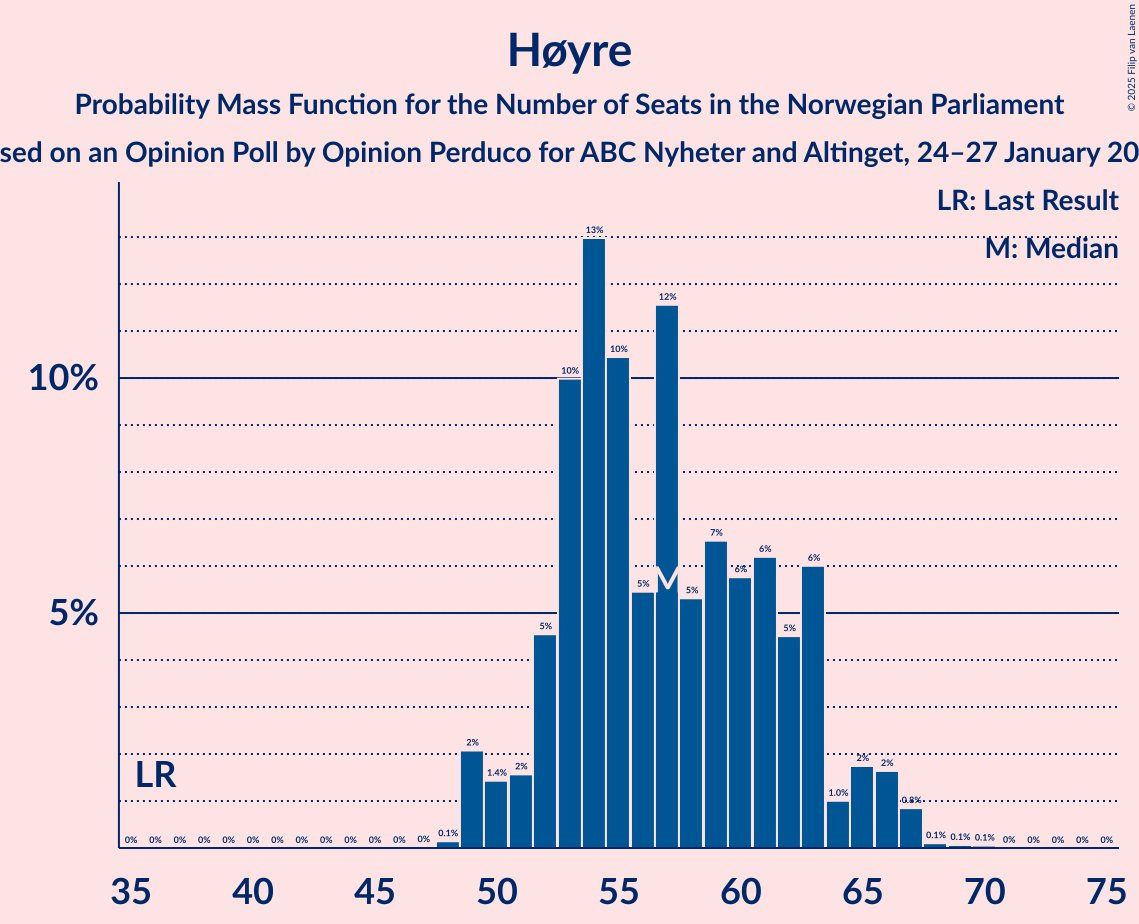 Høyre
Probability Mass Function for the Number of Seats in the Norwegian Parliament
sed on an Opinion Poll by Opinion Perduco for ABC Nyheter and Altinget, 24–27 January 20
© 2025 Filip van Laenen
LR: Last Result
M: Median
13%
12%
10%
10%
10%
7%
6%
6%
6%
5%
5%
5%
5%
5%
LR
2%
1.4%
2%
1.0%
2%
2%
0.8%
0% 0% 0% 0% 0% 0% 0% 0% 0% 0% 0% 0% 0% 0.1% 0.1% 0.1% 0.1% 0% 0% 0% 0% 0%
35 40 45 50 55 60 65 70 75